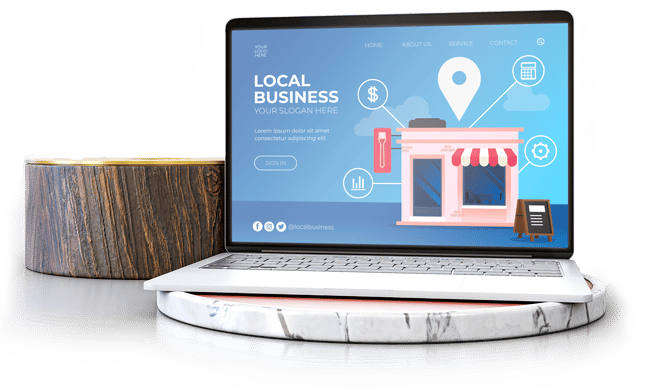 YOUR
LOGO
HERE
HOME ABOUT US SERVICE CONTACT
LOCAL
BUSINESS
YOUR SLOGAN HERE
Lorem ipsum dolor sit amet
consectetur adipiscing elit.
SIGN IN
@localbusiness